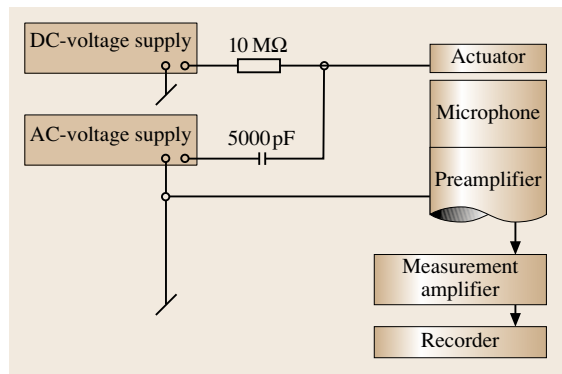 DC-voltage supply
10 MΩ
Actuator
Microphone
AC-voltage supply
5000 pF
Preamplifier
Measurement
amplifier
Recorder